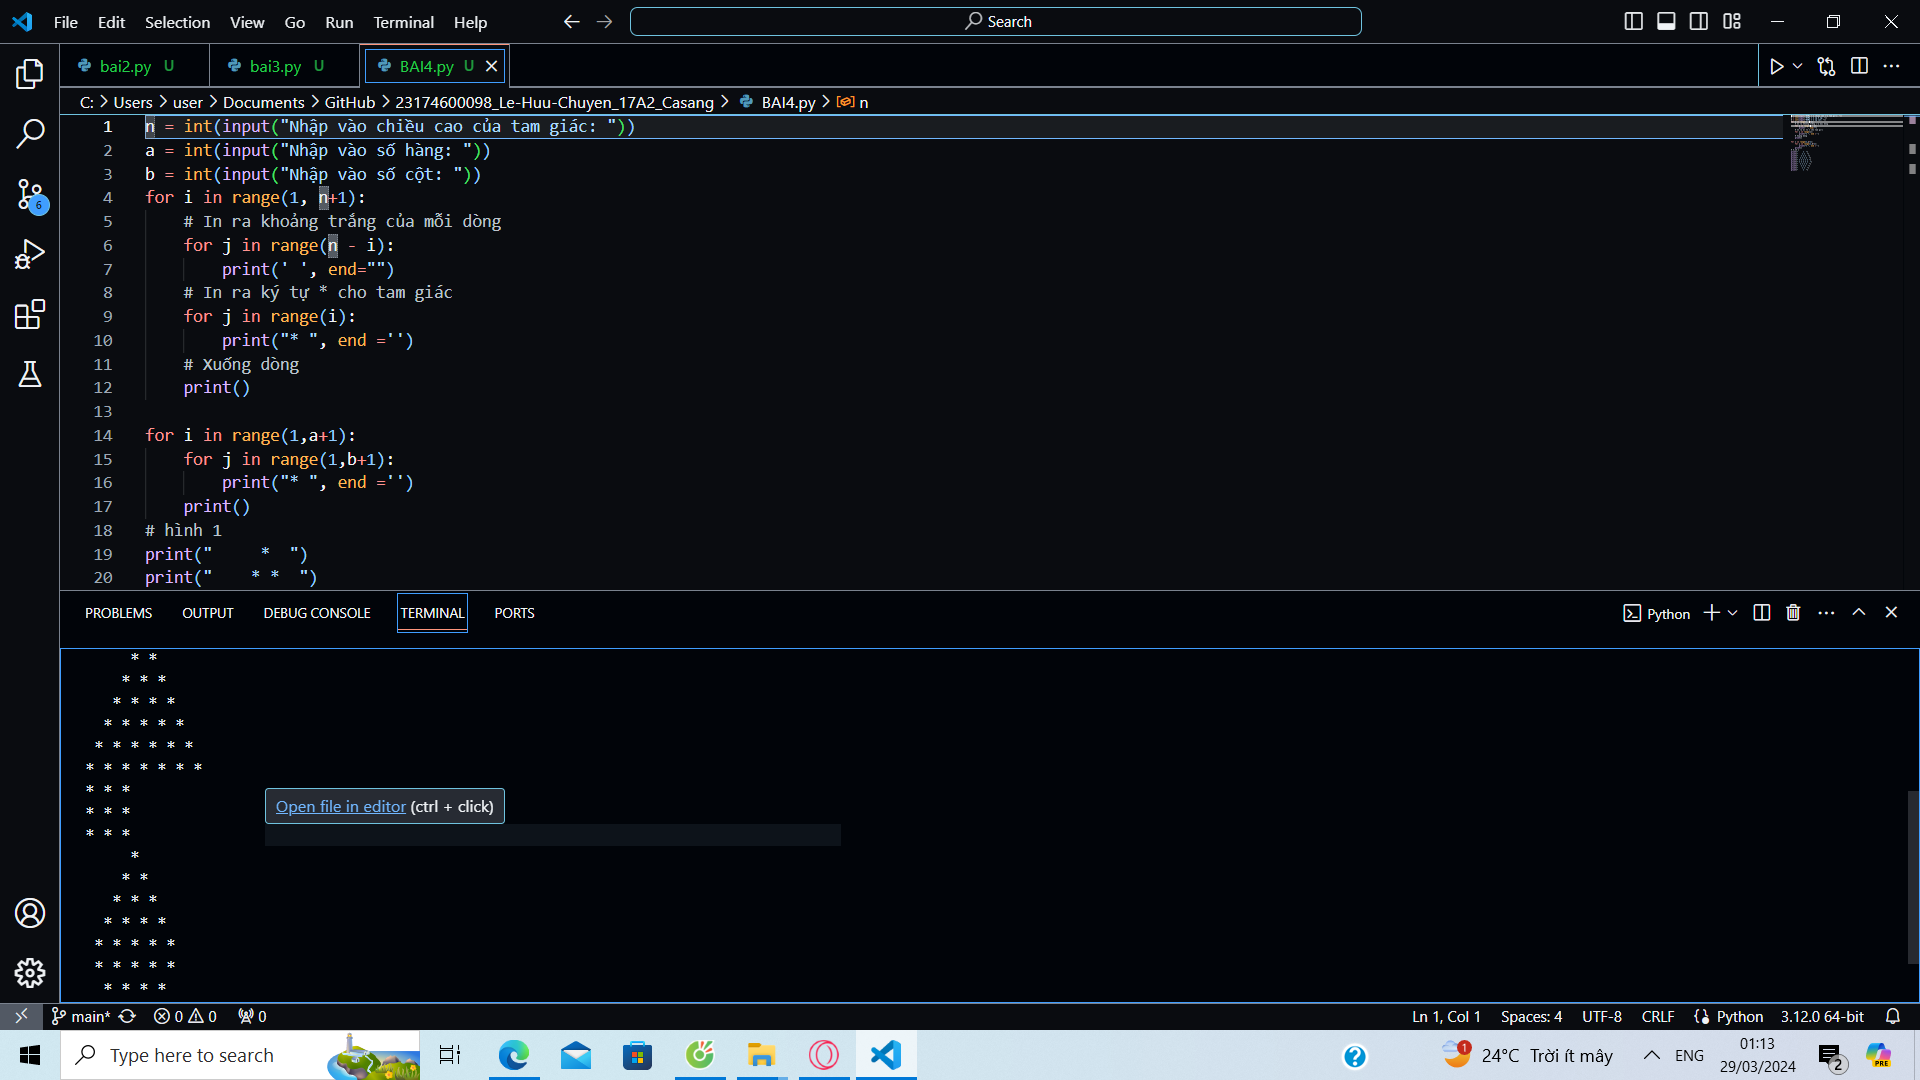 File Edit Selection View Go Run Terminal Help
Search
bai2.py U
bai3.py U
BAI4.py U
C: > Users > user > Documents > GitHub > 23174600098_Le-Huu-Chuyen_17A2_Casang > BAI4.py > n
1 n = int(input("Nhập vào chiều cao của tam giác: "))
2 a = int(input("Nhập vào số hàng: "))
3 b = int(input("Nhập vào số cột: "))
4 for i in range(1, n+1):
5     # In ra khoảng trắng của mỗi dòng
6     for j in range(n - i):
7         print(' ', end="")
8     # In ra ký tự * cho tam giác
9     for j in range(i):
10         print("* ", end ='')
11     # Xuống dòng
12     print()
13
14 for i in range(1,a+1):
15     for j in range(1,b+1):
16         print("* ", end ='')
17     print()
18 # hình 1
19 print("     *  ")
20 print("    * *  ")
PROBLEMS OUTPUT DEBUG CONSOLE TERMINAL PORTS
Python
     * *
    * * *
   * * * *
  * * * * *
 * * * * * *
* * * * * * *
* * *
* * *
* * *
     *
    * *
   * * *
  * * * *
 * * * * *
 * * * * *
  * * * *
Open file in editor (ctrl + click)
6
main* 0 0 0
Ln 1, Col 1 Spaces: 4 UTF-8 CRLF Python 3.12.0 64-bit
Type here to search
1
24°C Trời ít mây
ENG
01:13
29/03/2024
2
PRE